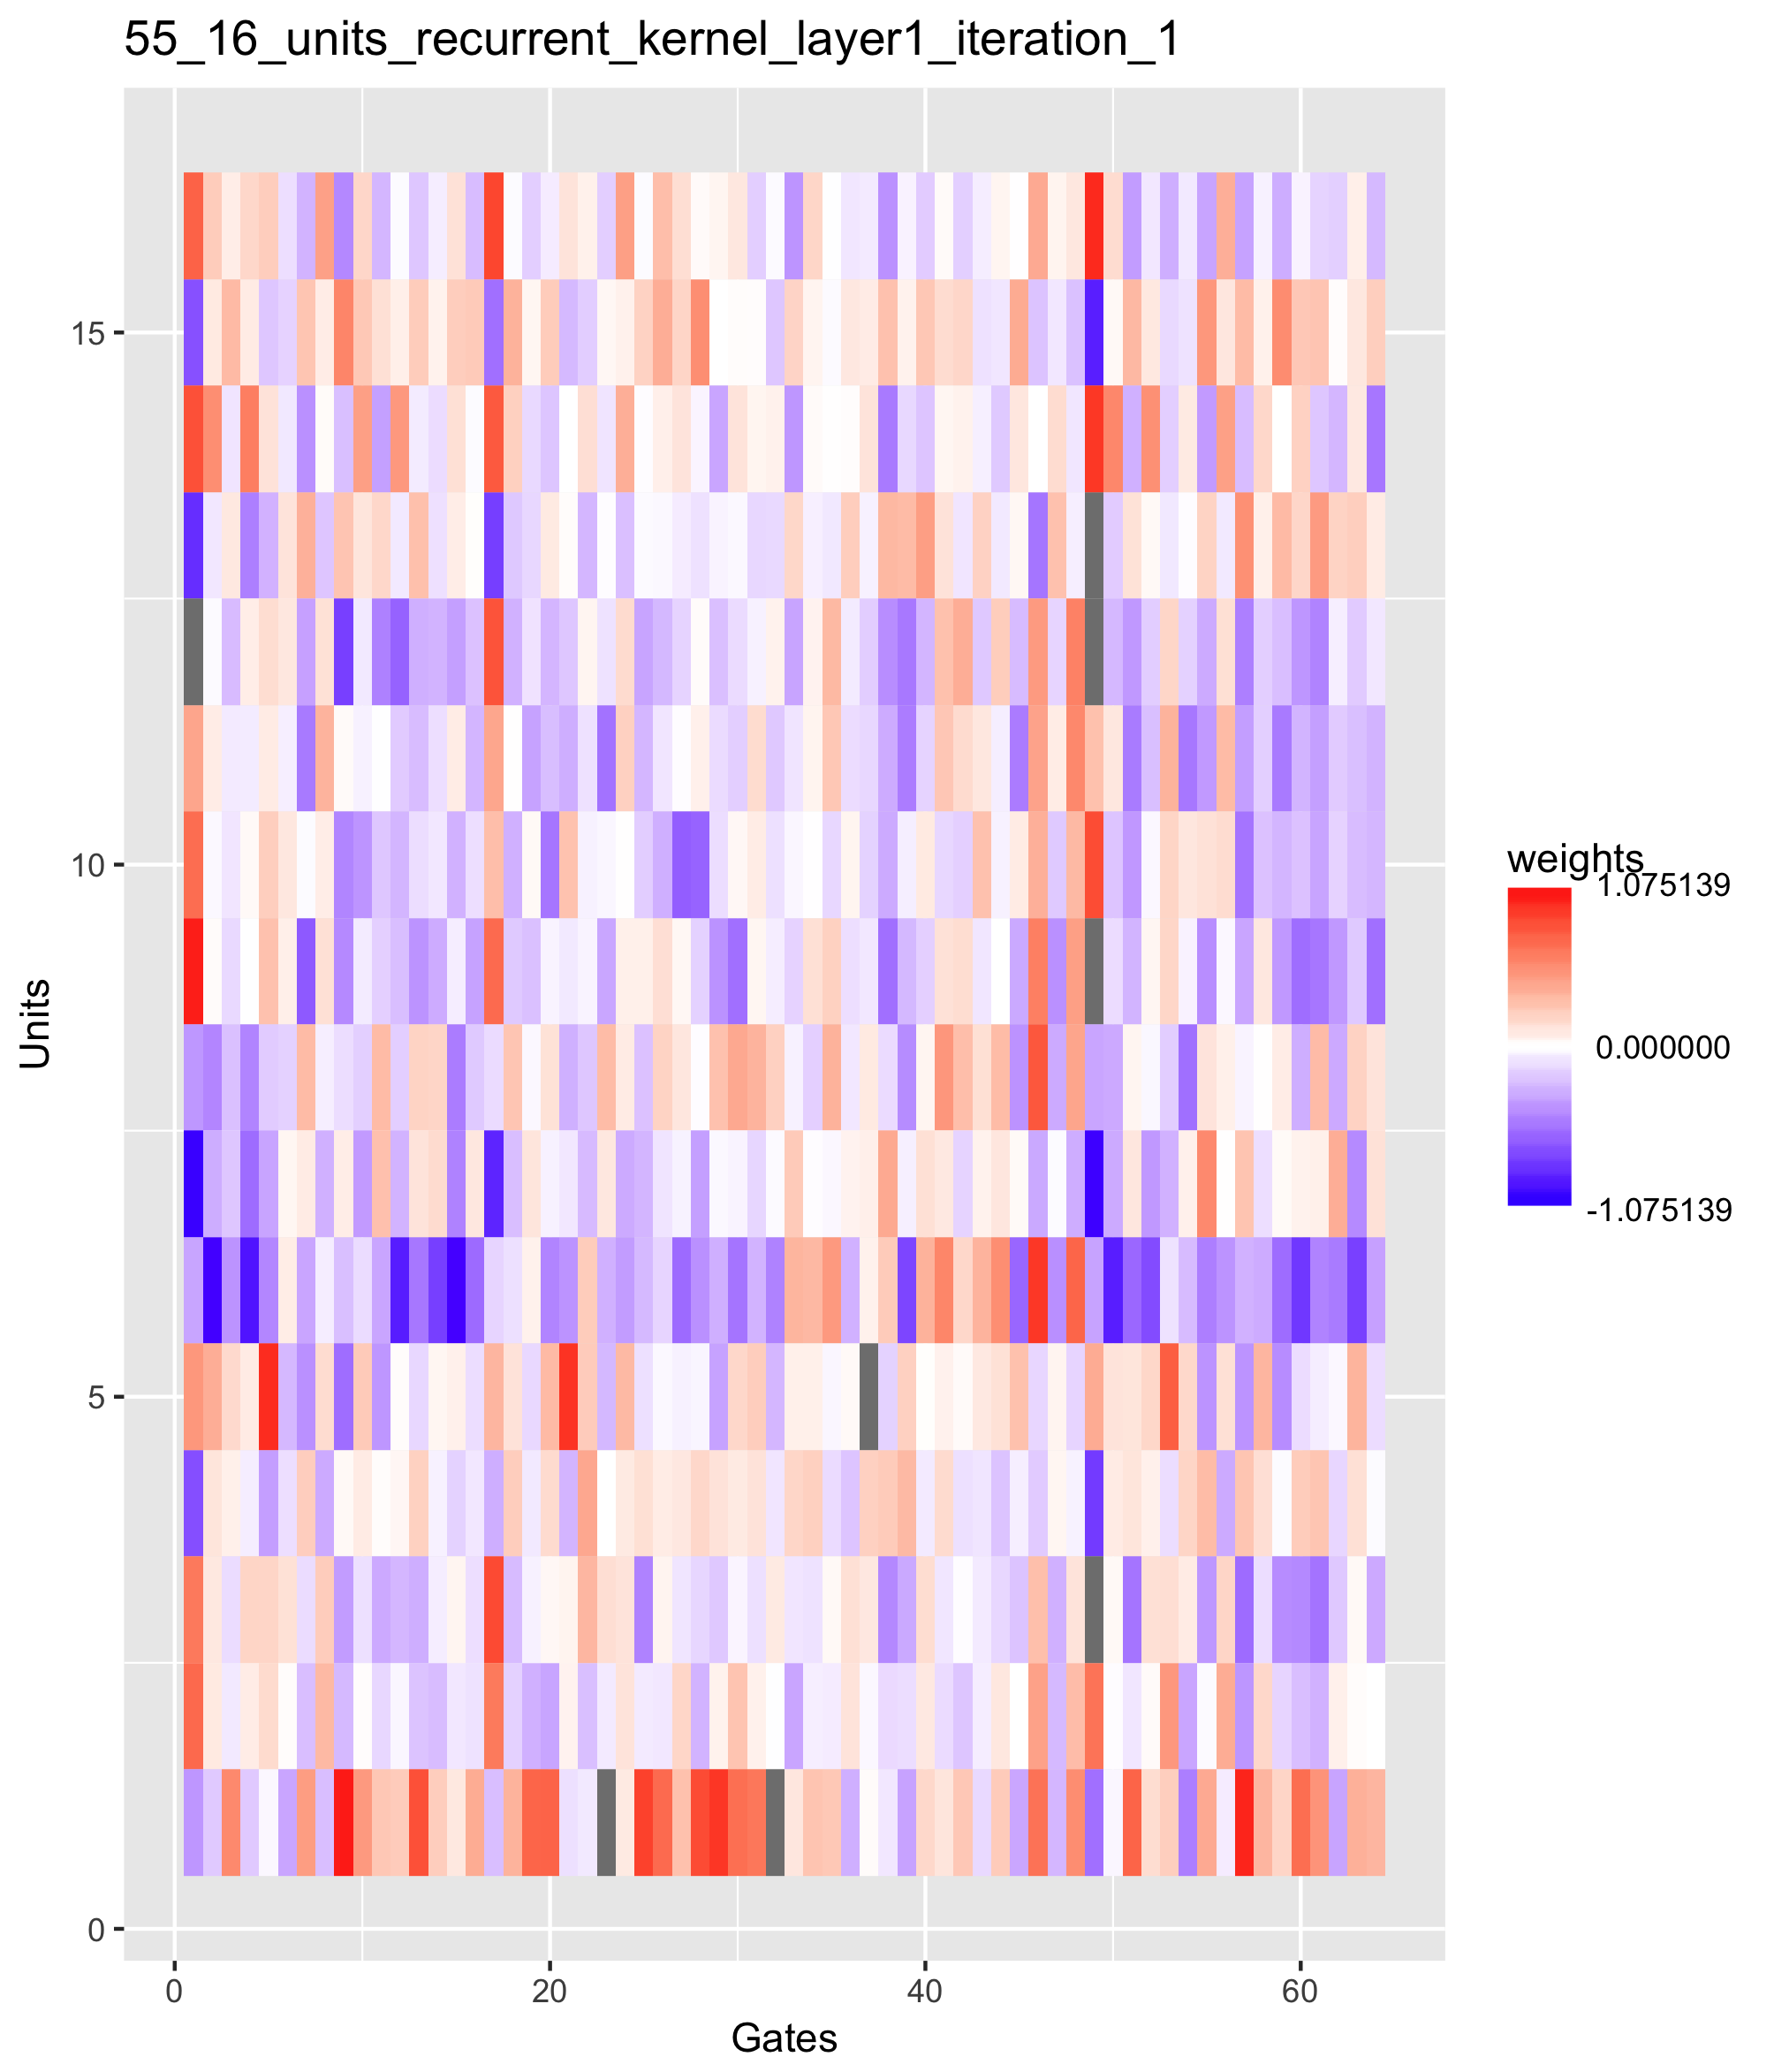 55_16_units_recurrent_kernel_layer1_iteration_1
15
10
5
0
0 20 40 60
Units
Gates
weights
1.075139
0.000000
-1.075139